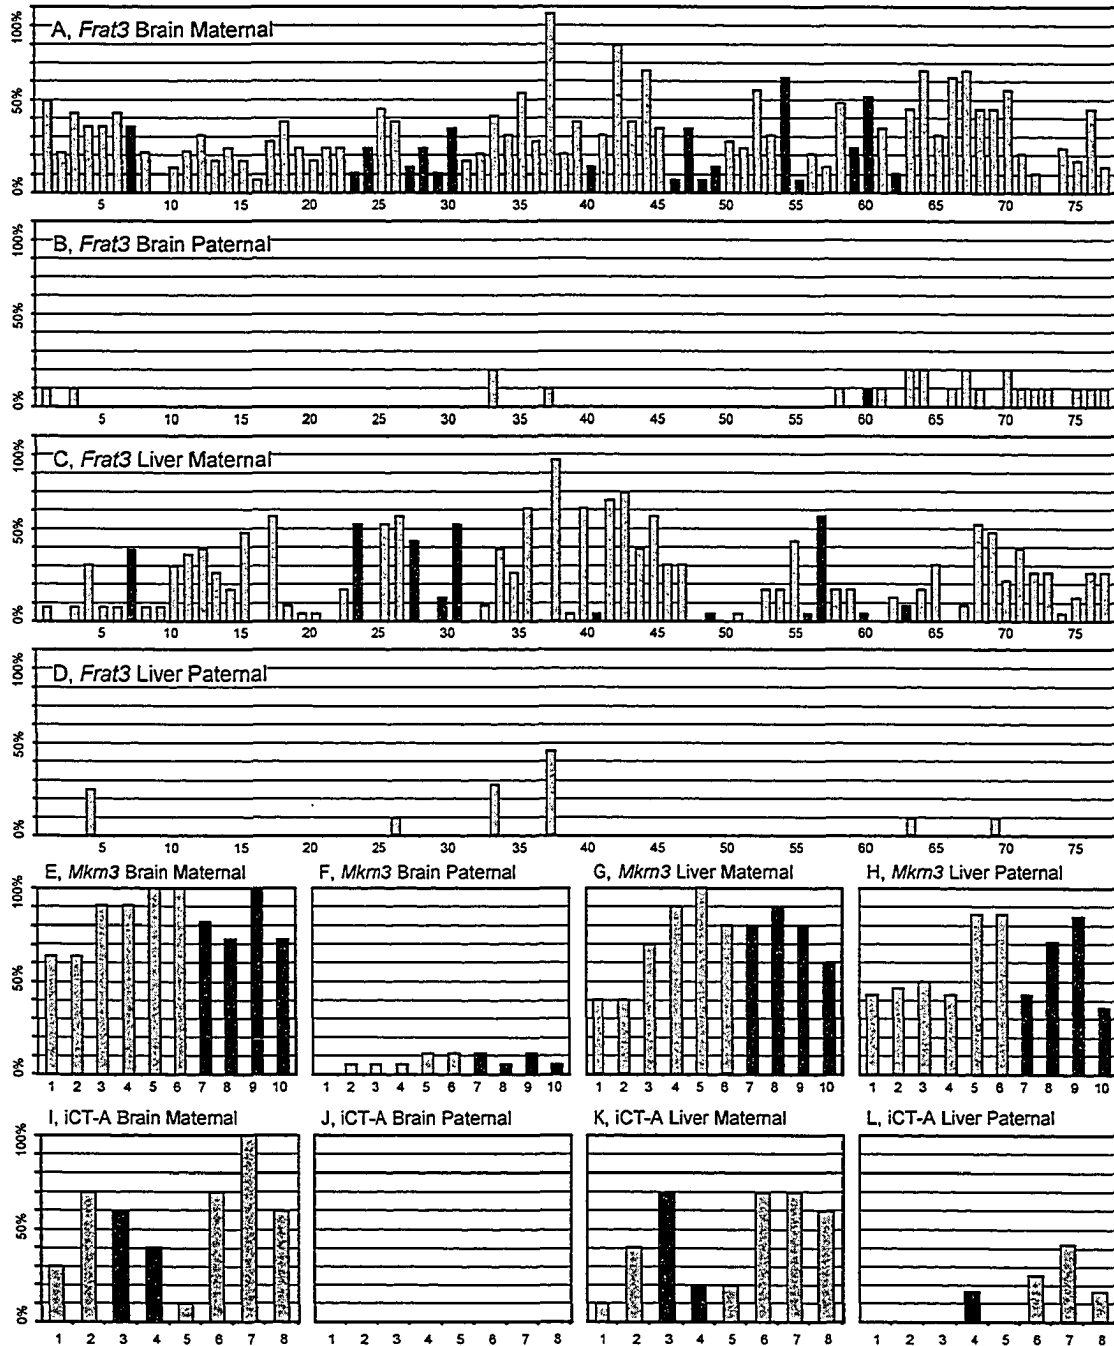 A, Frat3 Brain Maternal
100%
50%
0%
5 10 15 20 25 30 35 40 45 50 55 60 65 70 75
B, Frat3 Brain Paternal
100%
50%
0%
5 10 15 20 25 30 35 40 45 50 55 60 65 70 75
C, Frat3 Liver Maternal
100%
50%
0%
5 10 15 20 25 30 35 40 45 50 55 60 65 70 75
D, Frat3 Liver Paternal
100%
50%
0%
5 10 15 20 25 30 35 40 45 50 55 60 65 70 75
E, Mkrn3 Brain Maternal F, Mkrn3 Brain Paternal G, Mkrn3 Liver Maternal H, Mkrn3 Liver Paternal
100%
50%
0%
1 2 3 4 5 6 7 8 9 10 1 2 3 4 5 6 7 8 9 10 1 2 3 4 5 6 7 8 9 10 1 2 3 4 5 6 7 8 9 10
I, iCT-A Brain Maternal J, iCT-A Brain Paternal K, iCT-A Liver Maternal L, iCT-A Liver Paternal
100%
50%
0%
1 2 3 4 5 6 7 8 1 2 3 4 5 6 7 8 1 2 3 4 5 6 7 8 1 2 3 4 5 6 7 8